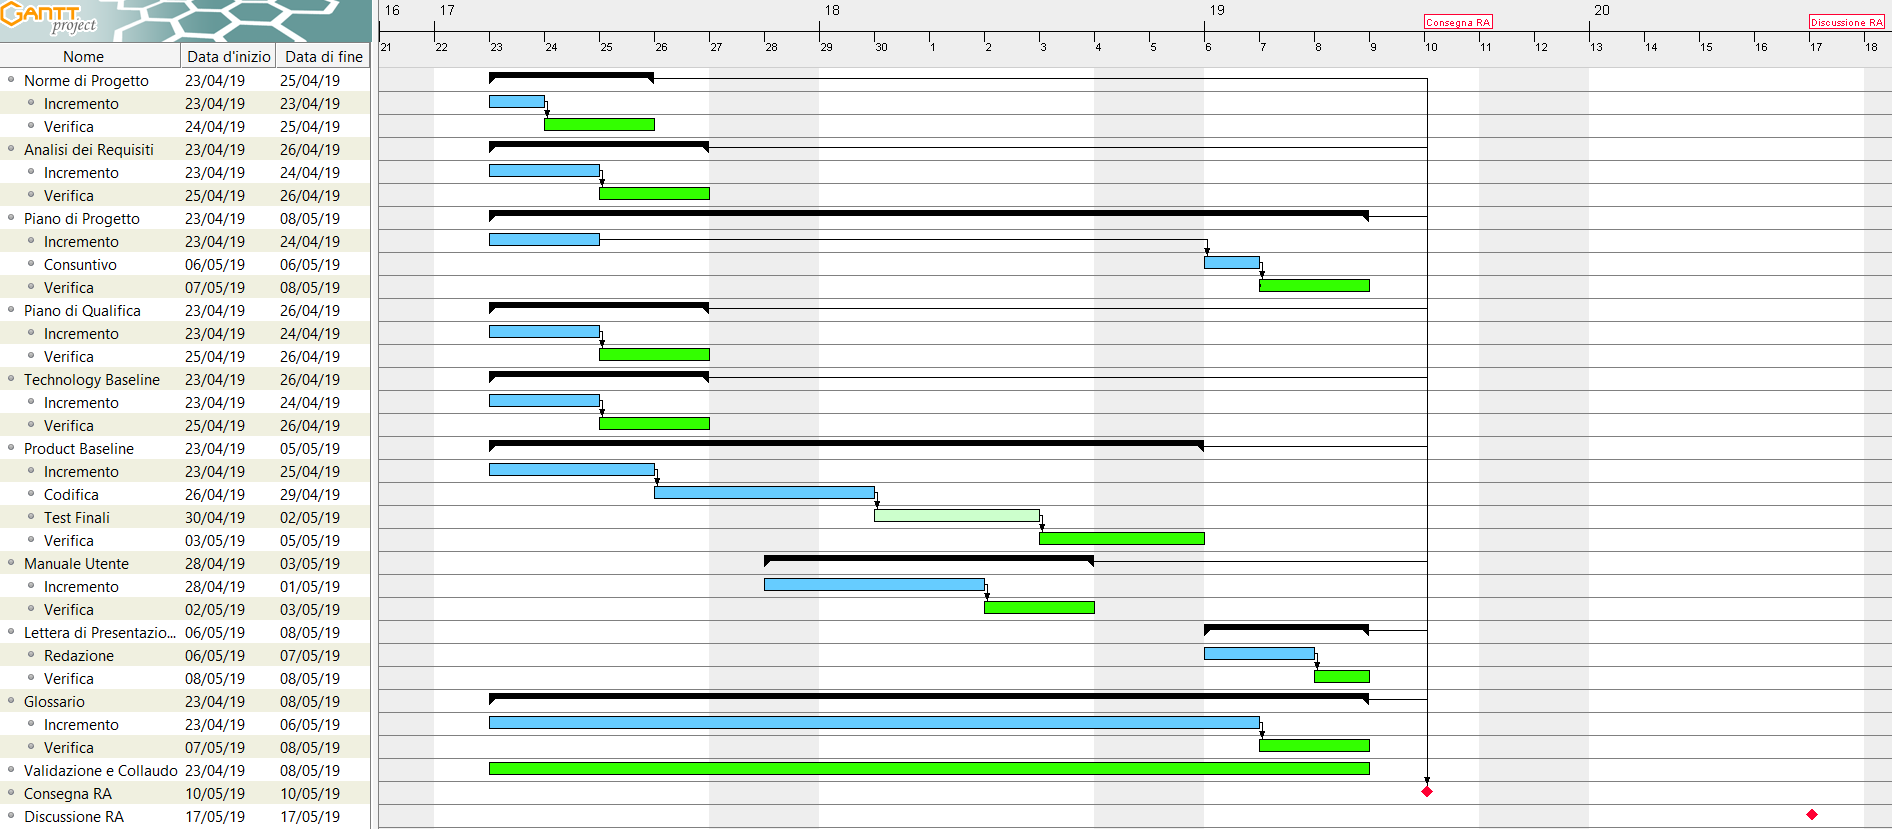 GANTT
project
16 17 18 19 20
Consegna RA Discussione RA
21 22 23 24 25 26 27 28 29 30 1 2 3 4 5 6 7 8 9 10 11 12 13 14 15 16 17 18
Nome Data d'inizio Data di fine
Norme di Progetto 23/04/19 25/04/19
Incremento 23/04/19 23/04/19
Verifica 24/04/19 25/04/19
Analisi dei Requisiti 23/04/19 26/04/19
Incremento 23/04/19 24/04/19
Verifica 25/04/19 26/04/19
Piano di Progetto 23/04/19 08/05/19
Incremento 23/04/19 24/04/19
Consuntivo 06/05/19 06/05/19
Verifica 07/05/19 08/05/19
Piano di Qualifica 23/04/19 26/04/19
Incremento 23/04/19 24/04/19
Verifica 25/04/19 26/04/19
Technology Baseline 23/04/19 26/04/19
Incremento 23/04/19 24/04/19
Verifica 25/04/19 26/04/19
Product Baseline 23/04/19 05/05/19
Incremento 23/04/19 25/04/19
Codifica 26/04/19 29/04/19
Test Finali 30/04/19 02/05/19
Verifica 03/05/19 05/05/19
Manuale Utente 28/04/19 03/05/19
Incremento 28/04/19 01/05/19
Verifica 02/05/19 03/05/19
Lettera di Presentazio... 06/05/19 08/05/19
Redazione 06/05/19 07/05/19
Verifica 08/05/19 08/05/19
Glossario 23/04/19 08/05/19
Incremento 23/04/19 06/05/19
Verifica 07/05/19 08/05/19
Validazione e Collaudo 23/04/19 08/05/19
Consegna RA 10/05/19 10/05/19
Discussione RA 17/05/19 17/05/19